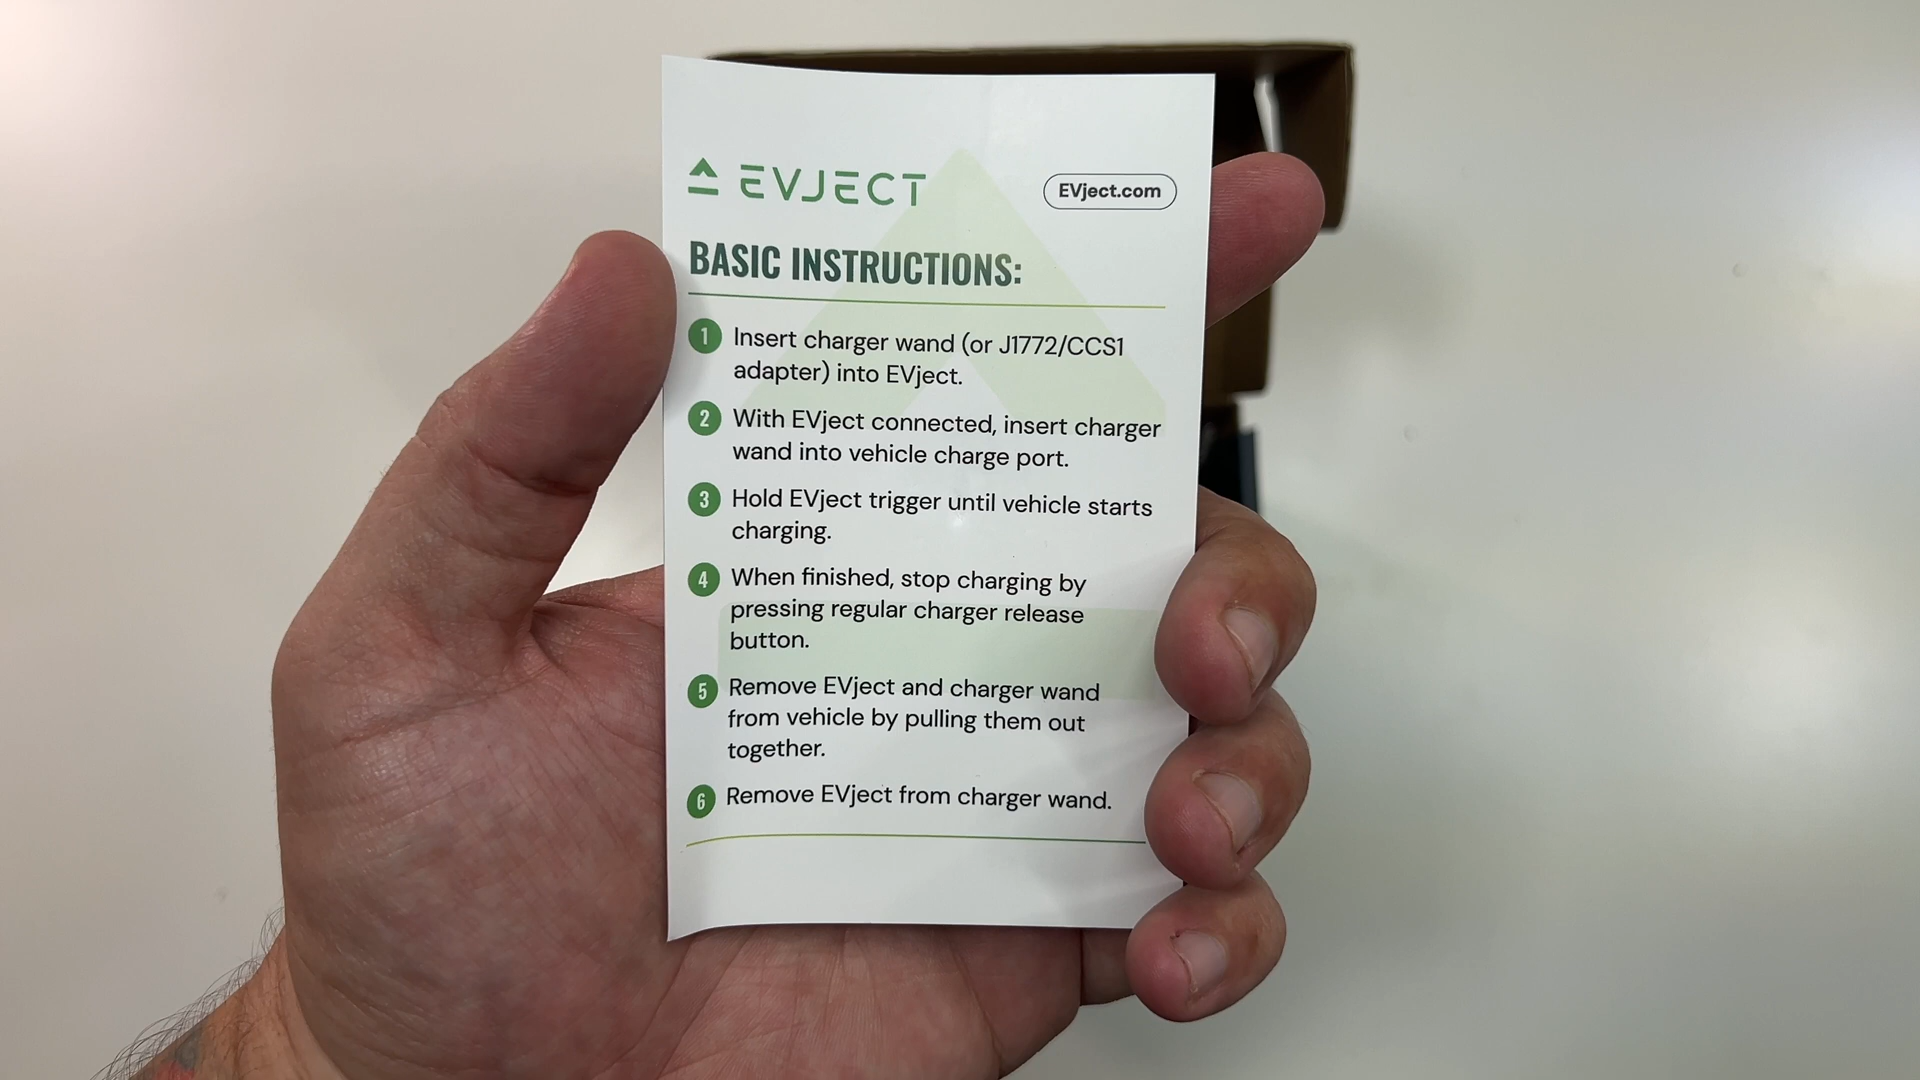 EVJECT
EVject.com
BASIC INSTRUCTIONS:
1 Insert charger wand (or J1772/CCS1
adapter) into EVject.
2 With EVject connected, insert charger
wand into vehicle charge port.
3 Hold EVject trigger until vehicle starts
charging.
4 When finished, stop charging by
pressing regular charger release
button.
5 Remove EVject and charger wand
from vehicle by pulling them out
together.
6 Remove EVject from charger wand.